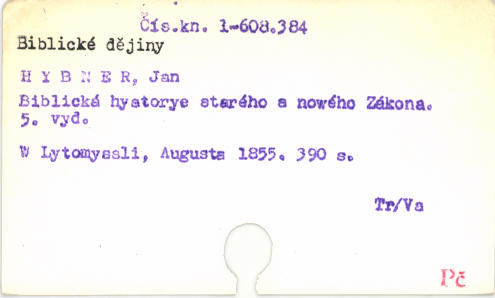 Čís.kn. 1-608.384
Biblické dějiny
H Y B N E R, Jan
Biblická hystorye starého a nového Zákona.
5. vyd.
W Lytomyssli, Augusta 1855. 390 s.
Tr/Va
Pč